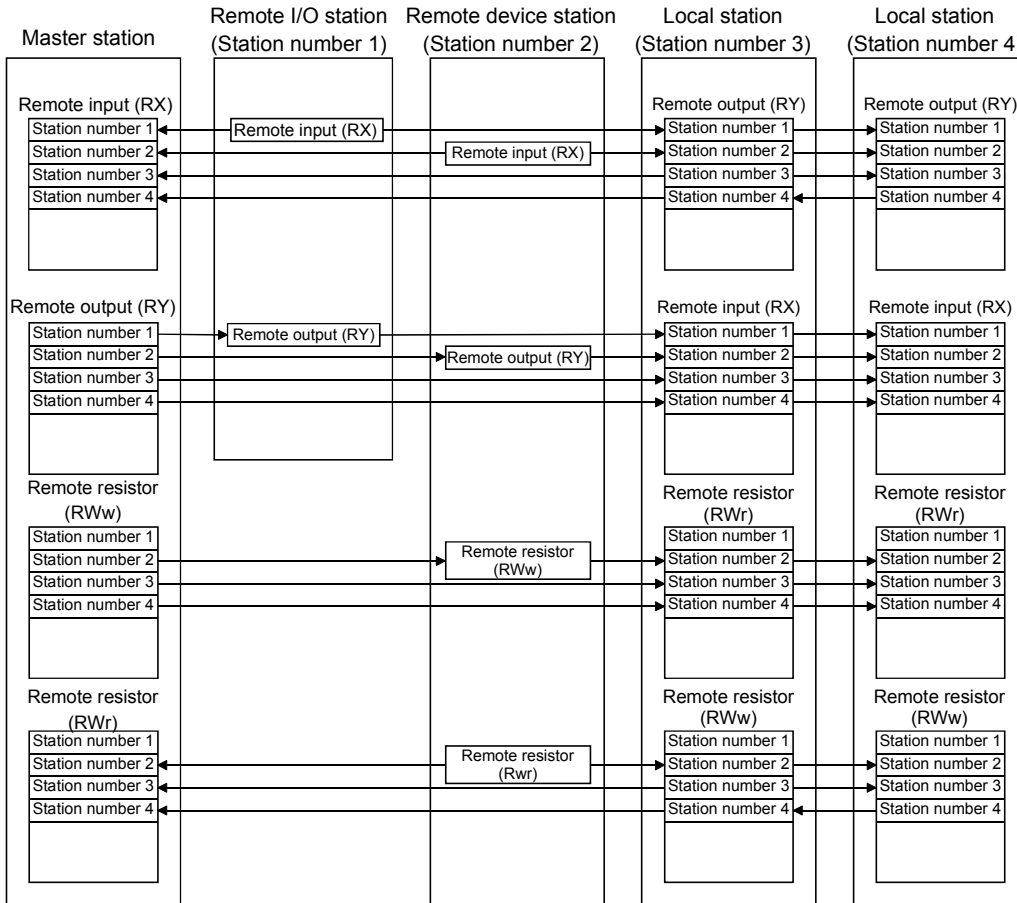 Master station
Remote I/O station
(Station number 1)
Remote device station
(Station number 2)
Local station
(Station number 3)
Local station
(Station number 4
Remote input (RX)
Station number 1
Station number 2
Station number 3
Station number 4
Remote input (RX)
Remote input (RX)
Remote output (RY)
Station number 1
Station number 2
Station number 3
Station number 4
Remote output (RY)
Station number 1
Station number 2
Station number 3
Station number 4
Remote output (RY)
Station number 1
Station number 2
Station number 3
Station number 4
Remote output (RY)
Remote output (RY)
Remote input (RX)
Station number 1
Station number 2
Station number 3
Station number 4
Remote input (RX)
Station number 1
Station number 2
Station number 3
Station number 4
Remote resistor
(RWw)
Station number 1
Station number 2
Station number 3
Station number 4
Remote resistor
(RWw)
Remote resistor
(RWr)
Station number 1
Station number 2
Station number 3
Station number 4
Remote resistor
(RWr)
Station number 1
Station number 2
Station number 3
Station number 4
Remote resistor
(RWr)
Station number 1
Station number 2
Station number 3
Station number 4
Remote resistor
(Rwr)
Remote resistor
(RWw)
Station number 1
Station number 2
Station number 3
Station number 4
Remote resistor
(RWw)
Station number 1
Station number 2
Station number 3
Station number 4